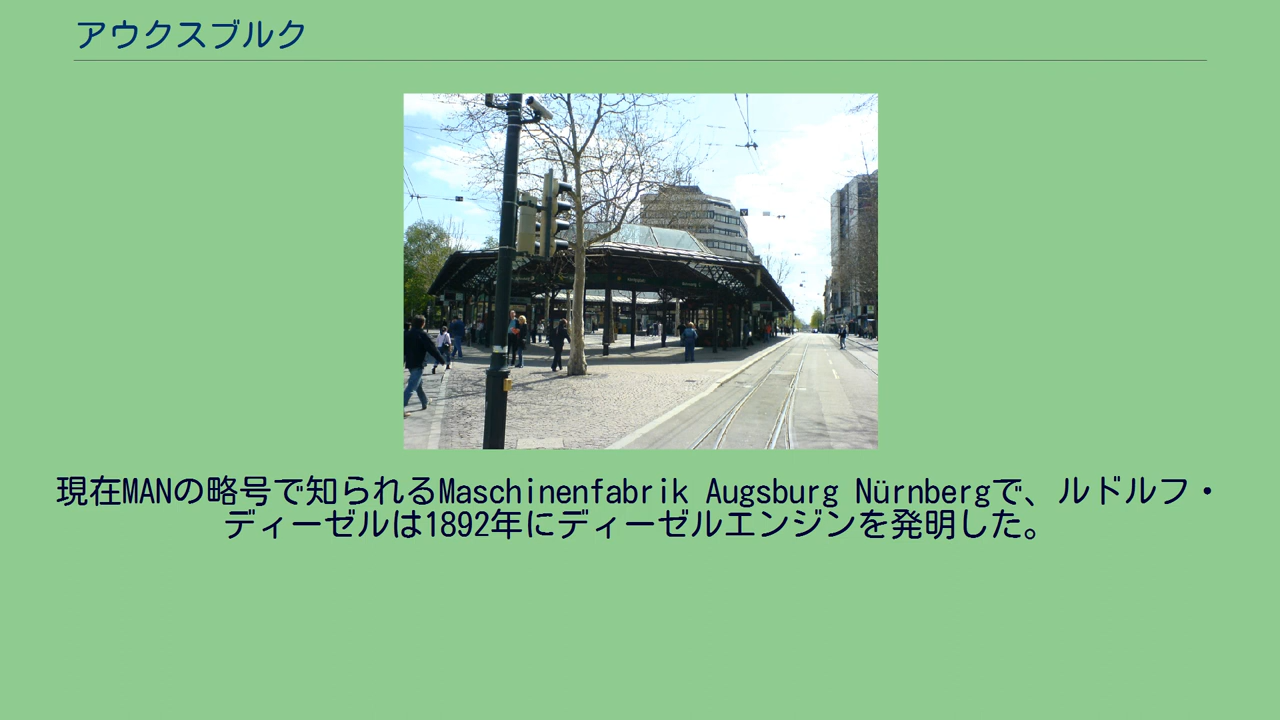 アウクスブルク
現在MANの略号で知られるMaschinenfabrik Augsburg Nürnbergで、ルドルフ・
ディーゼルは1892年にディーゼルエンジンを発明した。